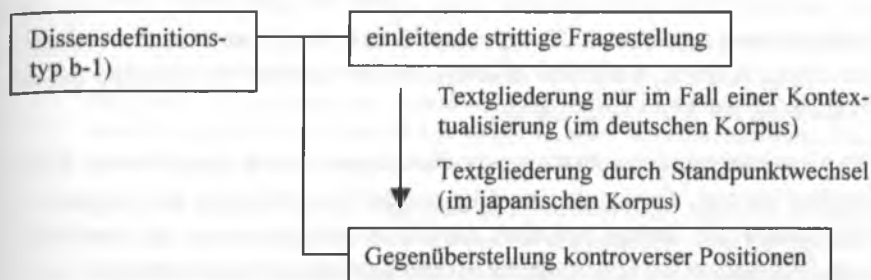 Dissensdefinitions-
typ b-1)
einleitende strittige Fragestellung
Textgliederung nur im Fall einer Kontex-
tualisierung (im deutschen Korpus)
Textgliederung durch Standpunktwechsel
(im japanischen Korpus)
Gegenüberstellung kontroverser Positionen